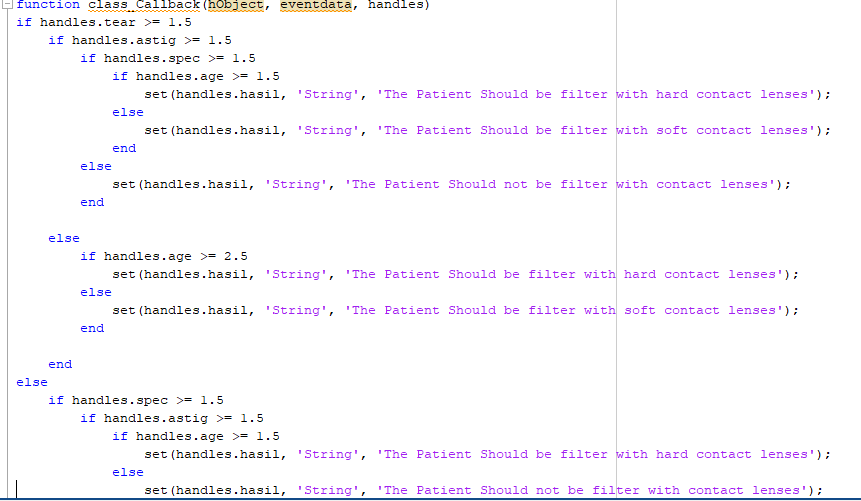 function class_Callback(hObject, eventdata, handles)
if handles.tear >= 1.5
    if handles.astig >= 1.5
        if handles.spec >= 1.5
            if handles.age >= 1.5
                set(handles.hasil, 'String', 'The Patient Should be filter with hard contact lenses');
            else
                set(handles.hasil, 'String', 'The Patient Should be filter with soft contact lenses');
            end
        else
            set(handles.hasil, 'String', 'The Patient Should not be filter with contact lenses');
        end
    else
        if handles.age >= 2.5
            set(handles.hasil, 'String', 'The Patient Should be filter with hard contact lenses');
        else
            set(handles.hasil, 'String', 'The Patient Should be filter with soft contact lenses');
        end
    end
else
    if handles.spec >= 1.5
        if handles.astig >= 1.5
            if handles.age >= 1.5
                set(handles.hasil, 'String', 'The Patient Should be filter with hard contact lenses');
            else
                set(handles.hasil, 'String', 'The Patient Should not be filter with contact lenses');